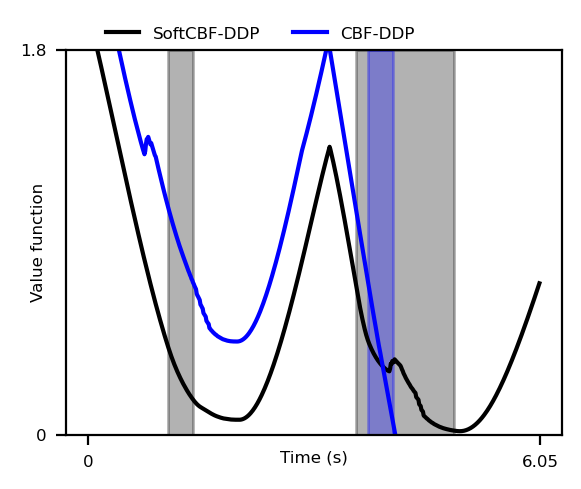 SoftCBF-DDP CBF-DDP
1.8
Value function
0
0 Time (s) 6.05